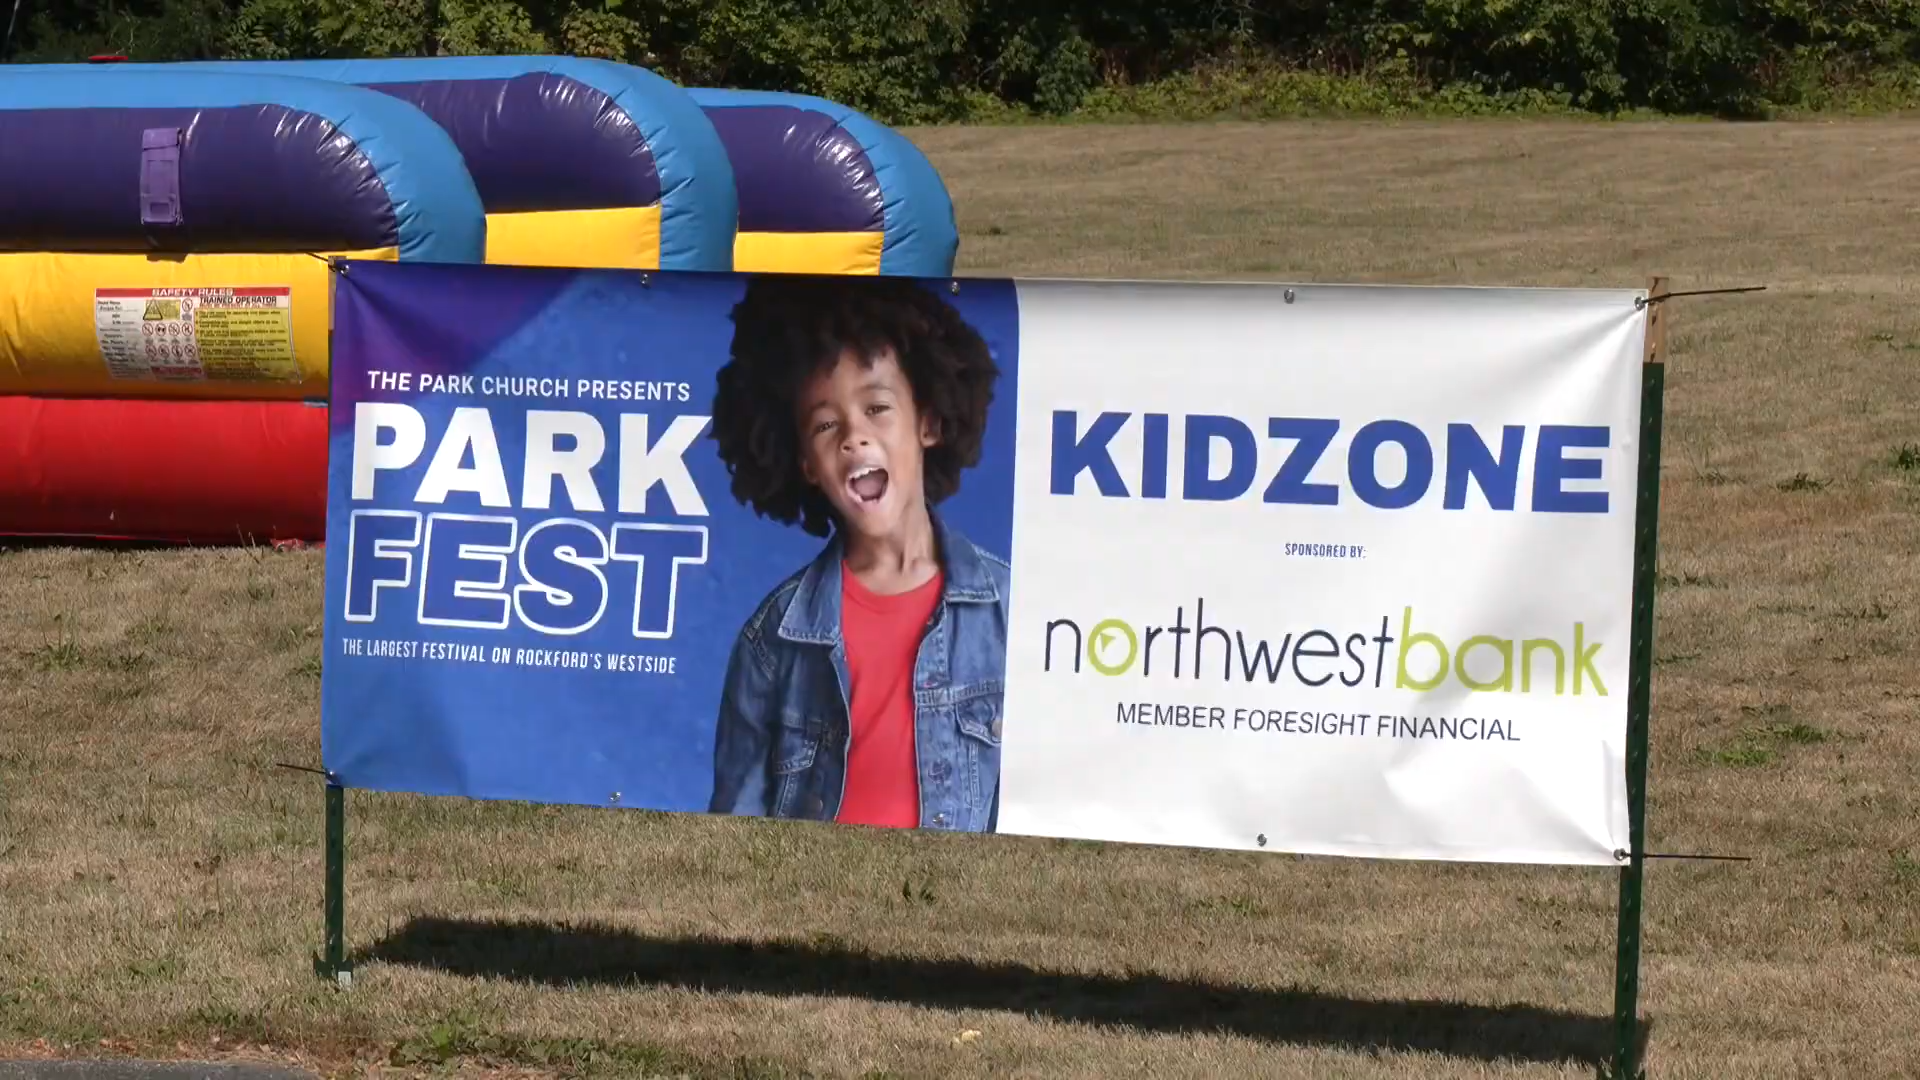 SAFETY RULES
TRAINED OPERATOR
THE PARK CHURCH PRESENTS
PARK
FEST
THE LARGEST FESTIVAL ON ROCKFORD'S WESTSIDE
KIDZONE
SPONSORED BY:
northwestbank
MEMBER FORESIGHT FINANCIAL